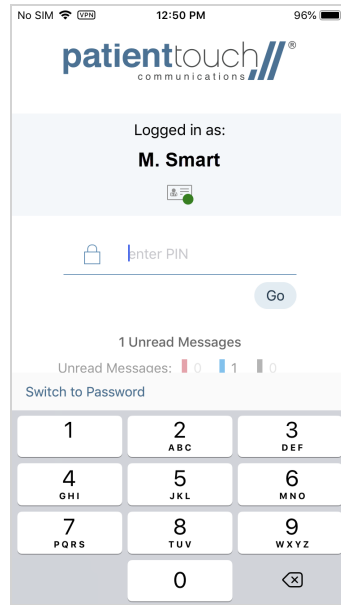 No SIM VPN 12:50 PM 96%
patienttouch®
communications
Logged in as:
M. Smart
enter PIN
Go
1 Unread Messages
Unread Messages: 0 1 0
Switch to Password
1 2 3
ABC DEF
4 5 6
GHI JKL MNO
7 8 9
PQRS TUV WXYZ
0